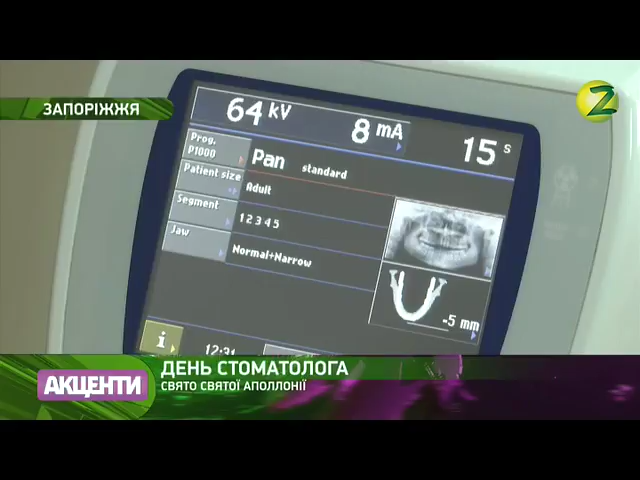 ЗАПОРІЖЖЯ
Z
64 kV
8 mA
15 s
Prog.
P1000
Pan standard
Patient size
Adult
Segment
1 2 3 4 5
Jaw
Normal+Narrow
-5 mm
i
12:31
ДЕНЬ СТОМАТОЛОГА
АКЦЕНТИ
СВЯТО СВЯТОЇ АПОЛЛОНІЇ